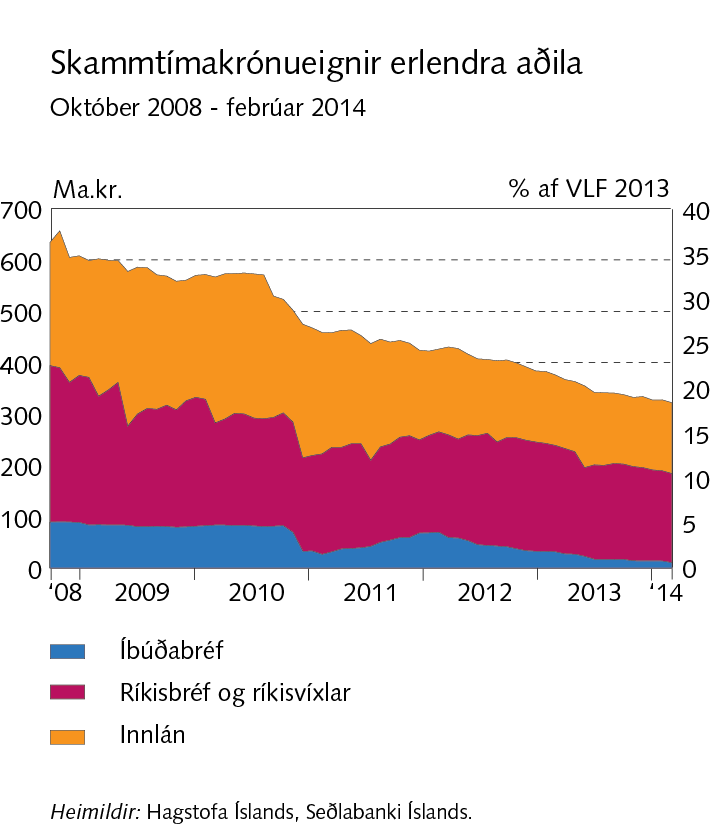 Skammtímakrónueignir erlendra aðila
Október 2008 - febrúar 2014
Ma.kr. % af VLF 2013
700 40
600 35
500 30
400 25
300 20
200 15
100 10
0 5
0
'08 2009 2010 2011 2012 2013 '14
Íbúðabréf
Ríkisbréf og ríkisvíxlar
Innlán
Heimildir: Hagstofa Íslands, Seðlabanki Íslands.